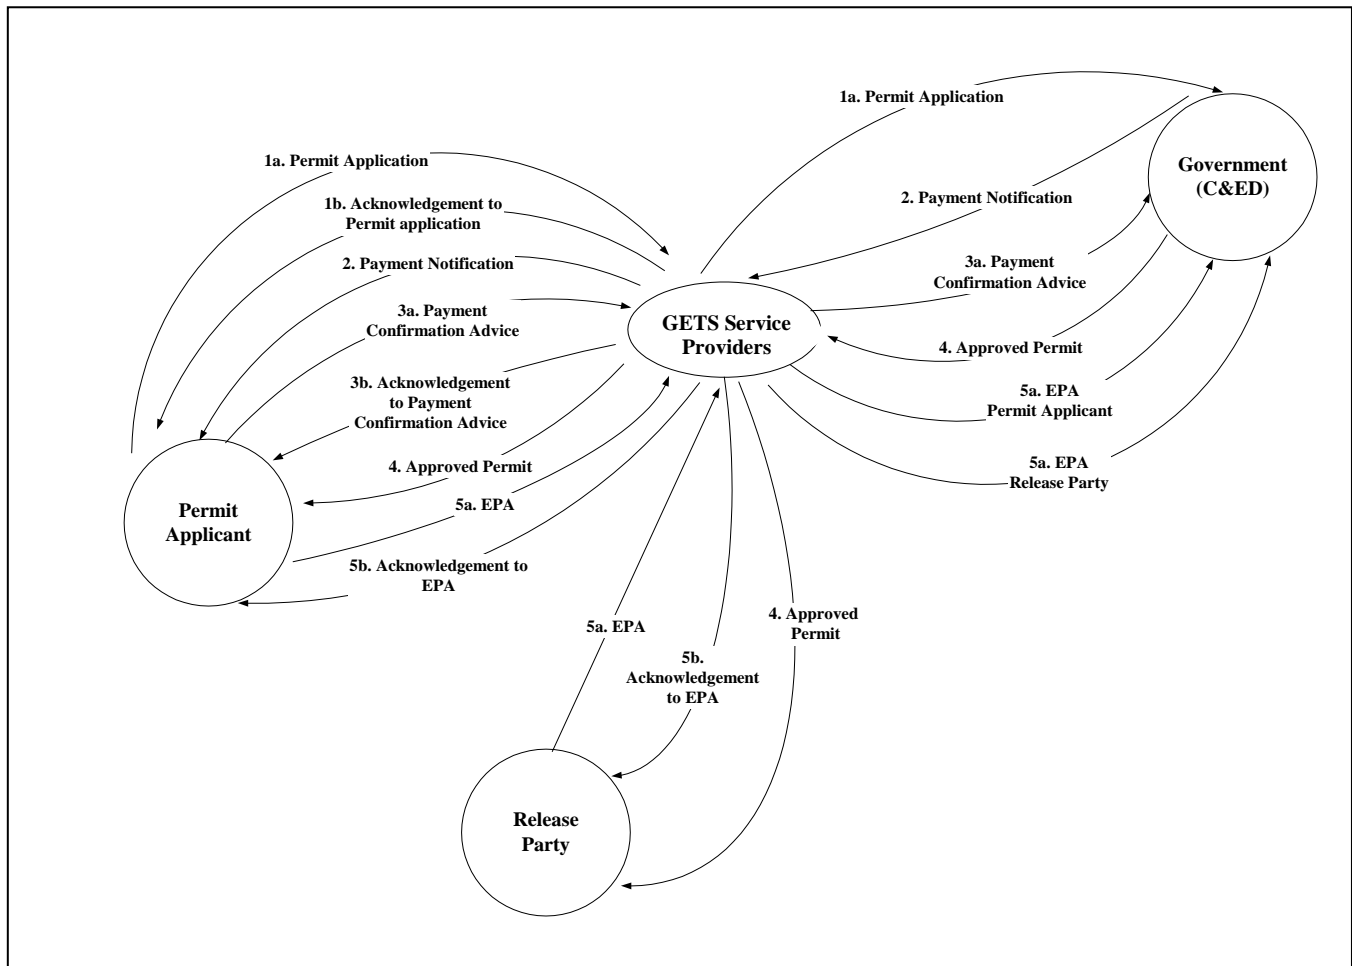 1a. Permit Application
Government
(C&ED)
1a. Permit Application
1b. Acknowledgement to
Permit application
2. Payment Notification
2. Payment Notification
3a. Payment
Confirmation Advice
3a. Payment
Confirmation Advice
GETS Service
Providers
4. Approved Permit
3b. Acknowledgement
to Payment
Confirmation Advice
5a. EPA
Permit Applicant
4. Approved Permit
5a. EPA
Release Party
5a. EPA
Permit
Applicant
5b. Acknowledgement to
EPA
4. Approved
Permit
5a. EPA
5b.
Acknowledgement
to EPA
Release
Party